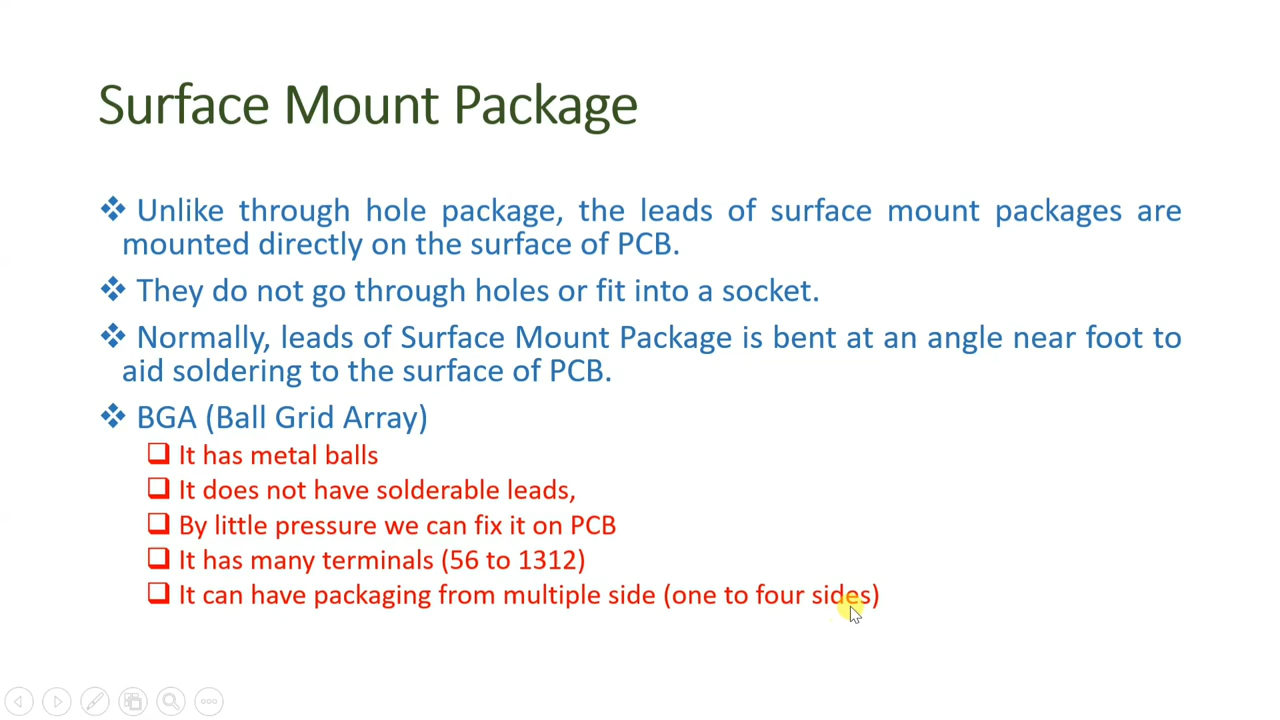 Surface Mount Package
Unlike through hole package, the leads of surface mount packages are
mounted directly on the surface of PCB.
They do not go through holes or fit into a socket.
Normally, leads of Surface Mount Package is bent at an angle near foot to
aid soldering to the surface of PCB.
BGA (Ball Grid Array)
It has metal balls
It does not have solderable leads,
By little pressure we can fix it on PCB
It has many terminals (56 to 1312)
It can have packaging from multiple side (one to four sides)